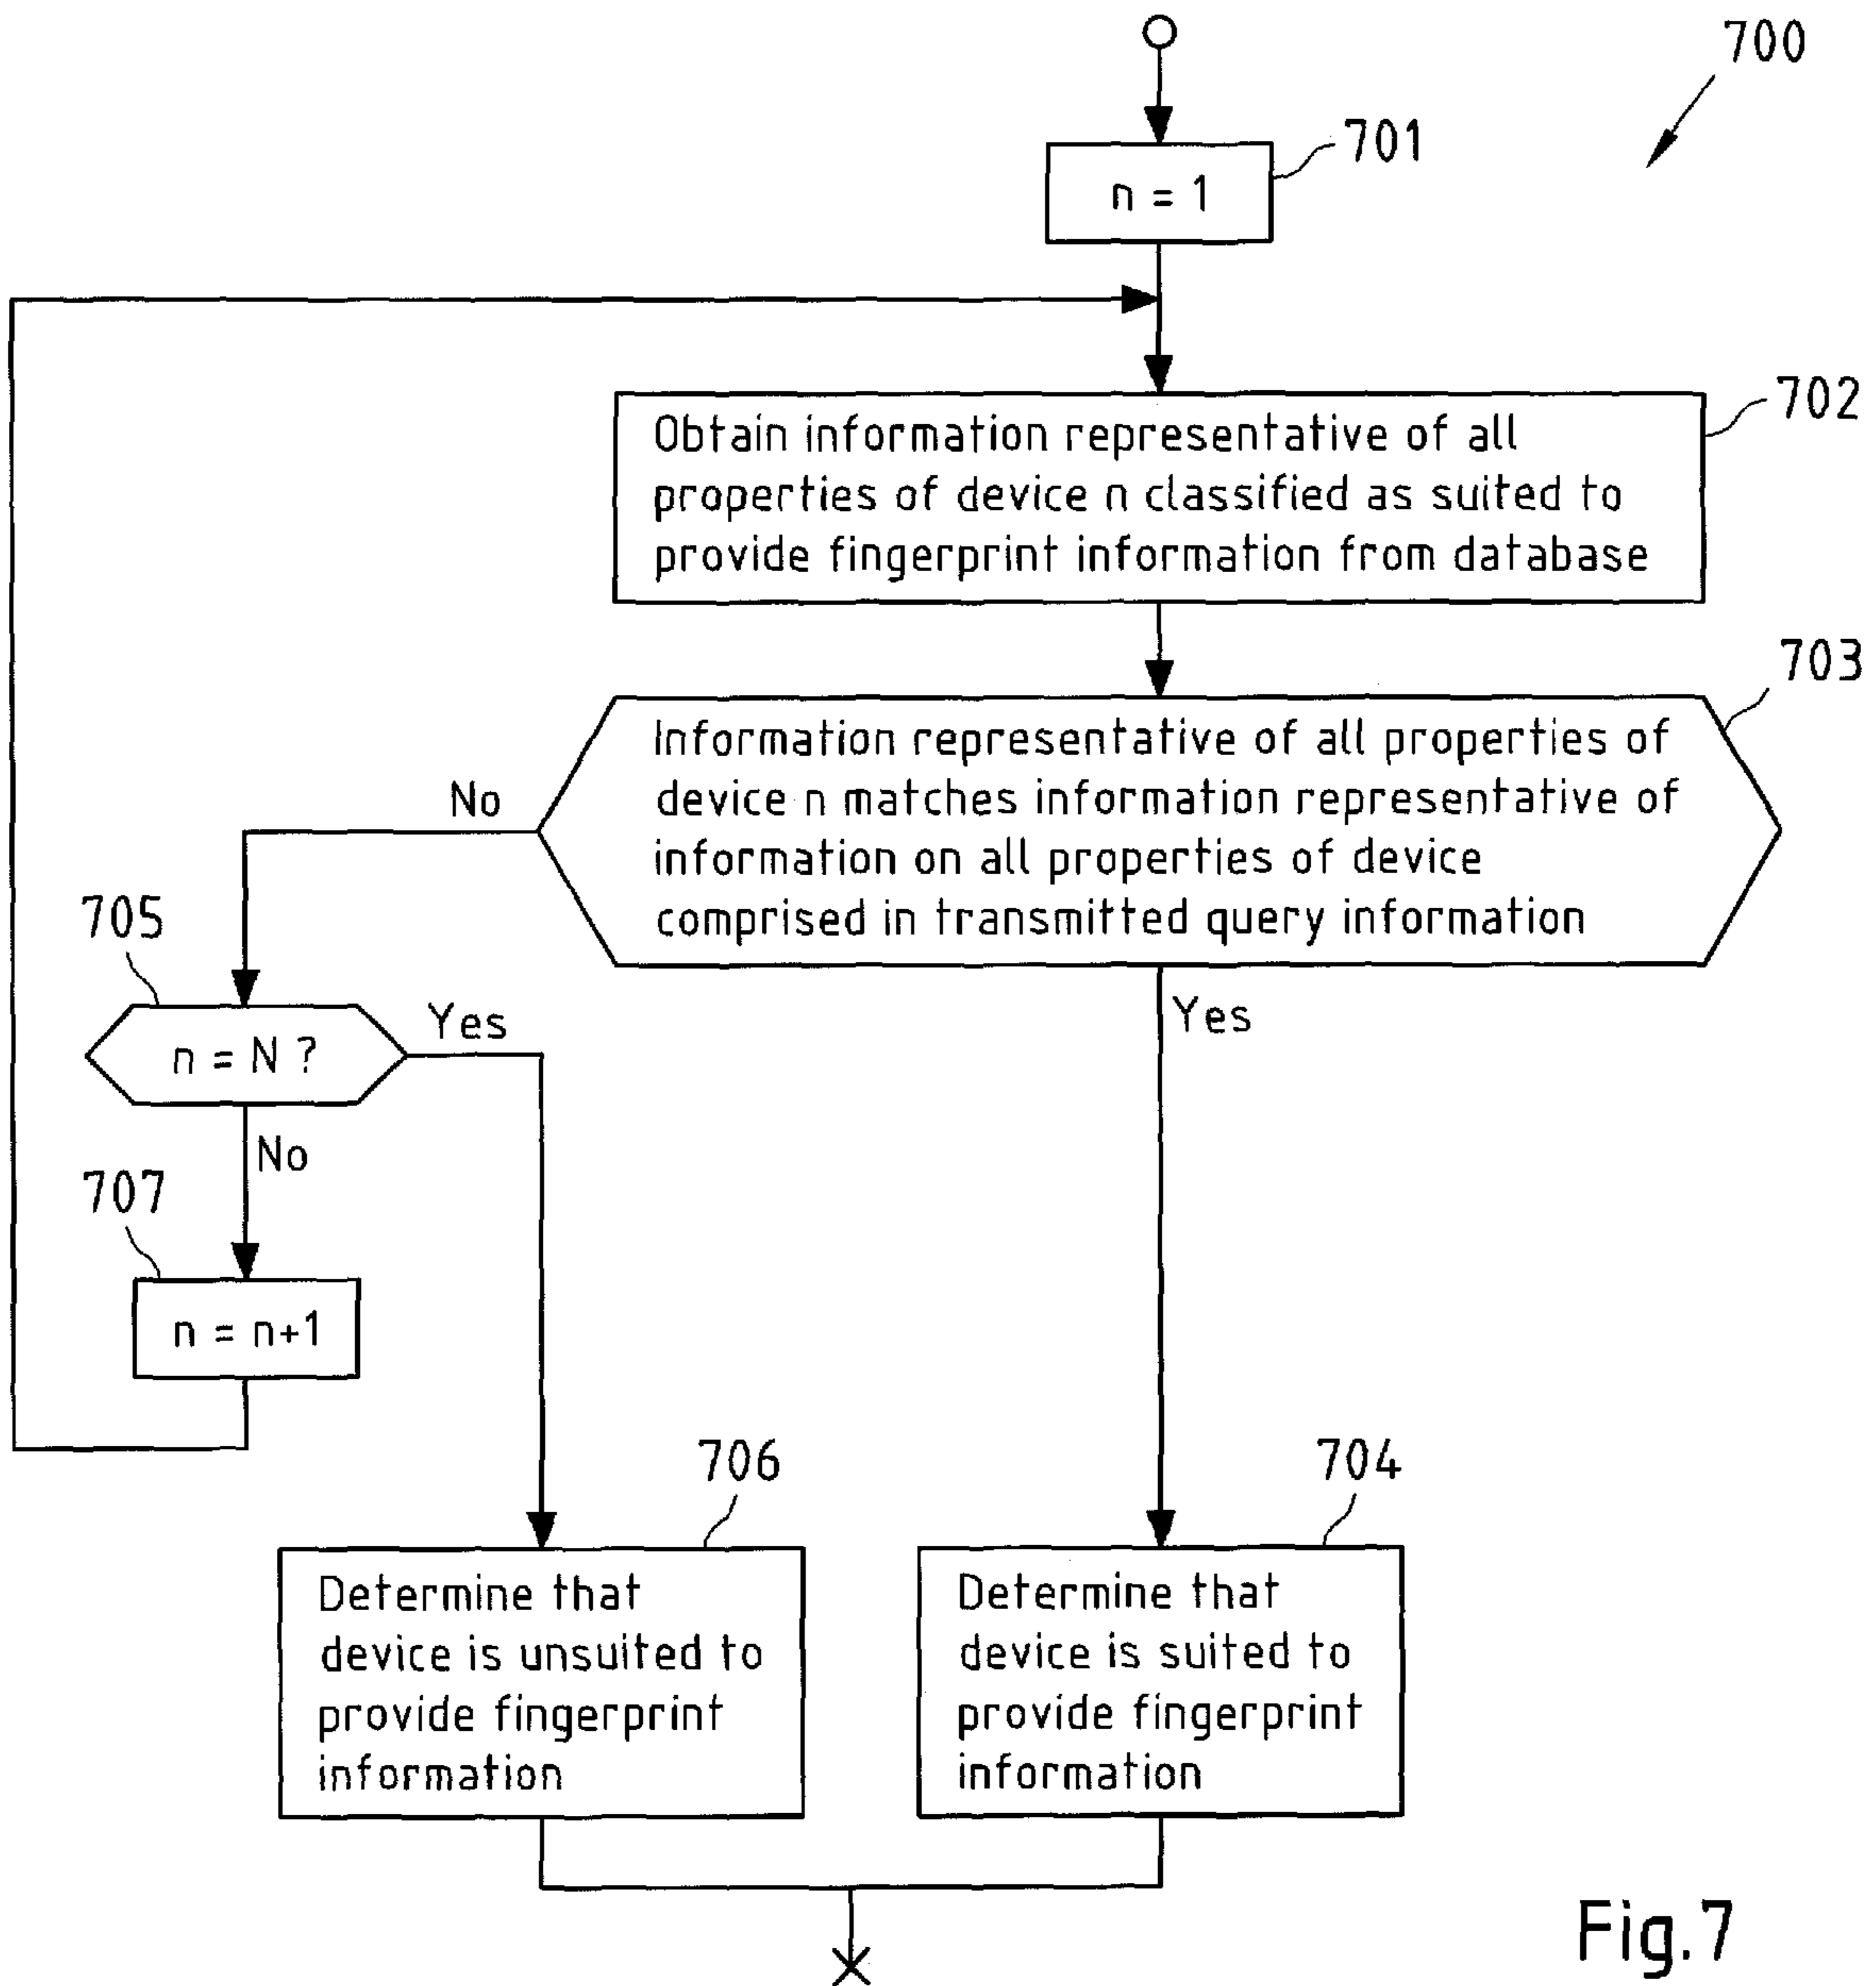 700
701
n = 1
702
Obtain information representative of all
properties of device n classified as suited to
provide fingerprint information from database
703
Information representative of all properties of
device n matches information representative of
information on all properties of device
comprised in transmitted query information
No
Yes
705
n = N ?
Yes
No
707
n = n+1
706
Determine that
device is unsuited to
provide fingerprint
information
704
Determine that
device is suited to
provide fingerprint
information
Fig.7